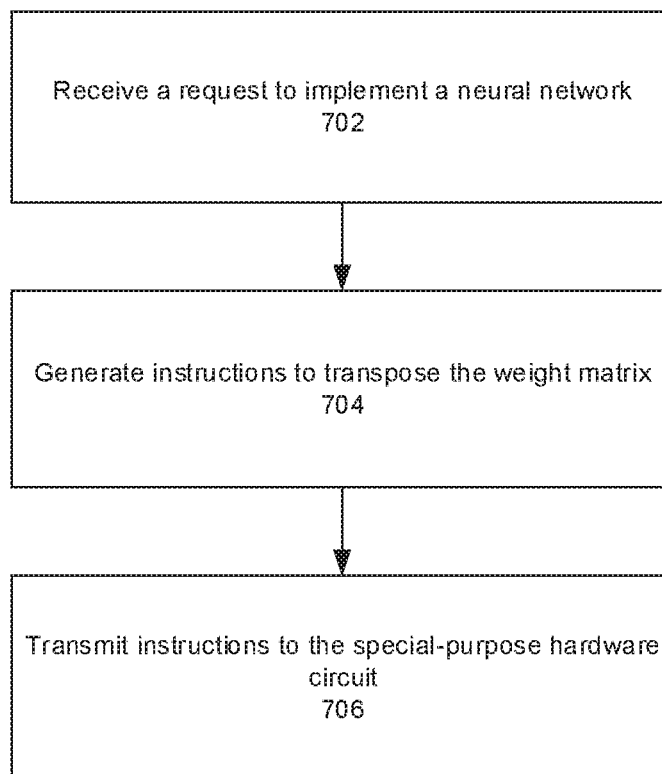 Receive a request to implement a neural network
702
Generate instructions to transpose the weight matrix
704
Transmit instructions to the special-purpose hardware
circuit
706